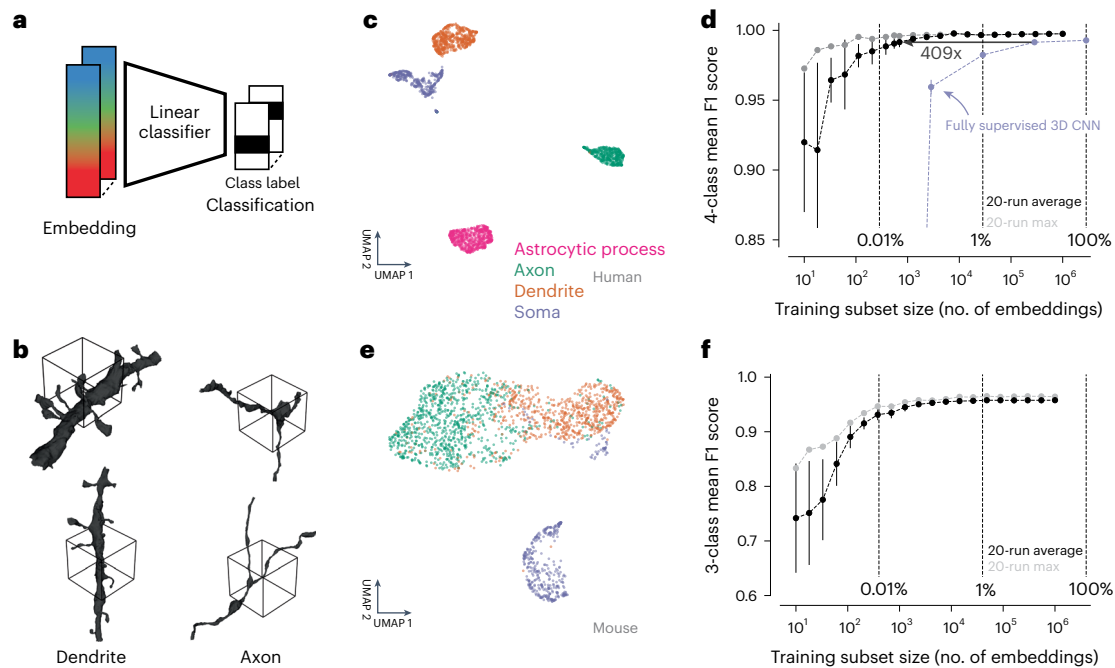 a
Linear
classifier
Class label
Classification
Embedding
b
Dendrite
Axon
c
UMAP 2
UMAP 1
Astrocytic process
Axon
Human
Dendrite
Soma
d
4-class mean F1 score
1.00
0.95
0.90
0.85
409x
Fully supervised 3D CNN
20-run average
20-run max
0.01%
1%
100%
10¹
10²
10³
10⁴
10⁵
10⁶
Training subset size (no. of embeddings)
e
UMAP 2
UMAP 1
Mouse
f
3-class mean F1 score
1.0
0.9
0.8
0.7
0.6
20-run average
20-run max
0.01%
1%
100%
10¹
10²
10³
10⁴
10⁵
10⁶
Training subset size (no. of embeddings)